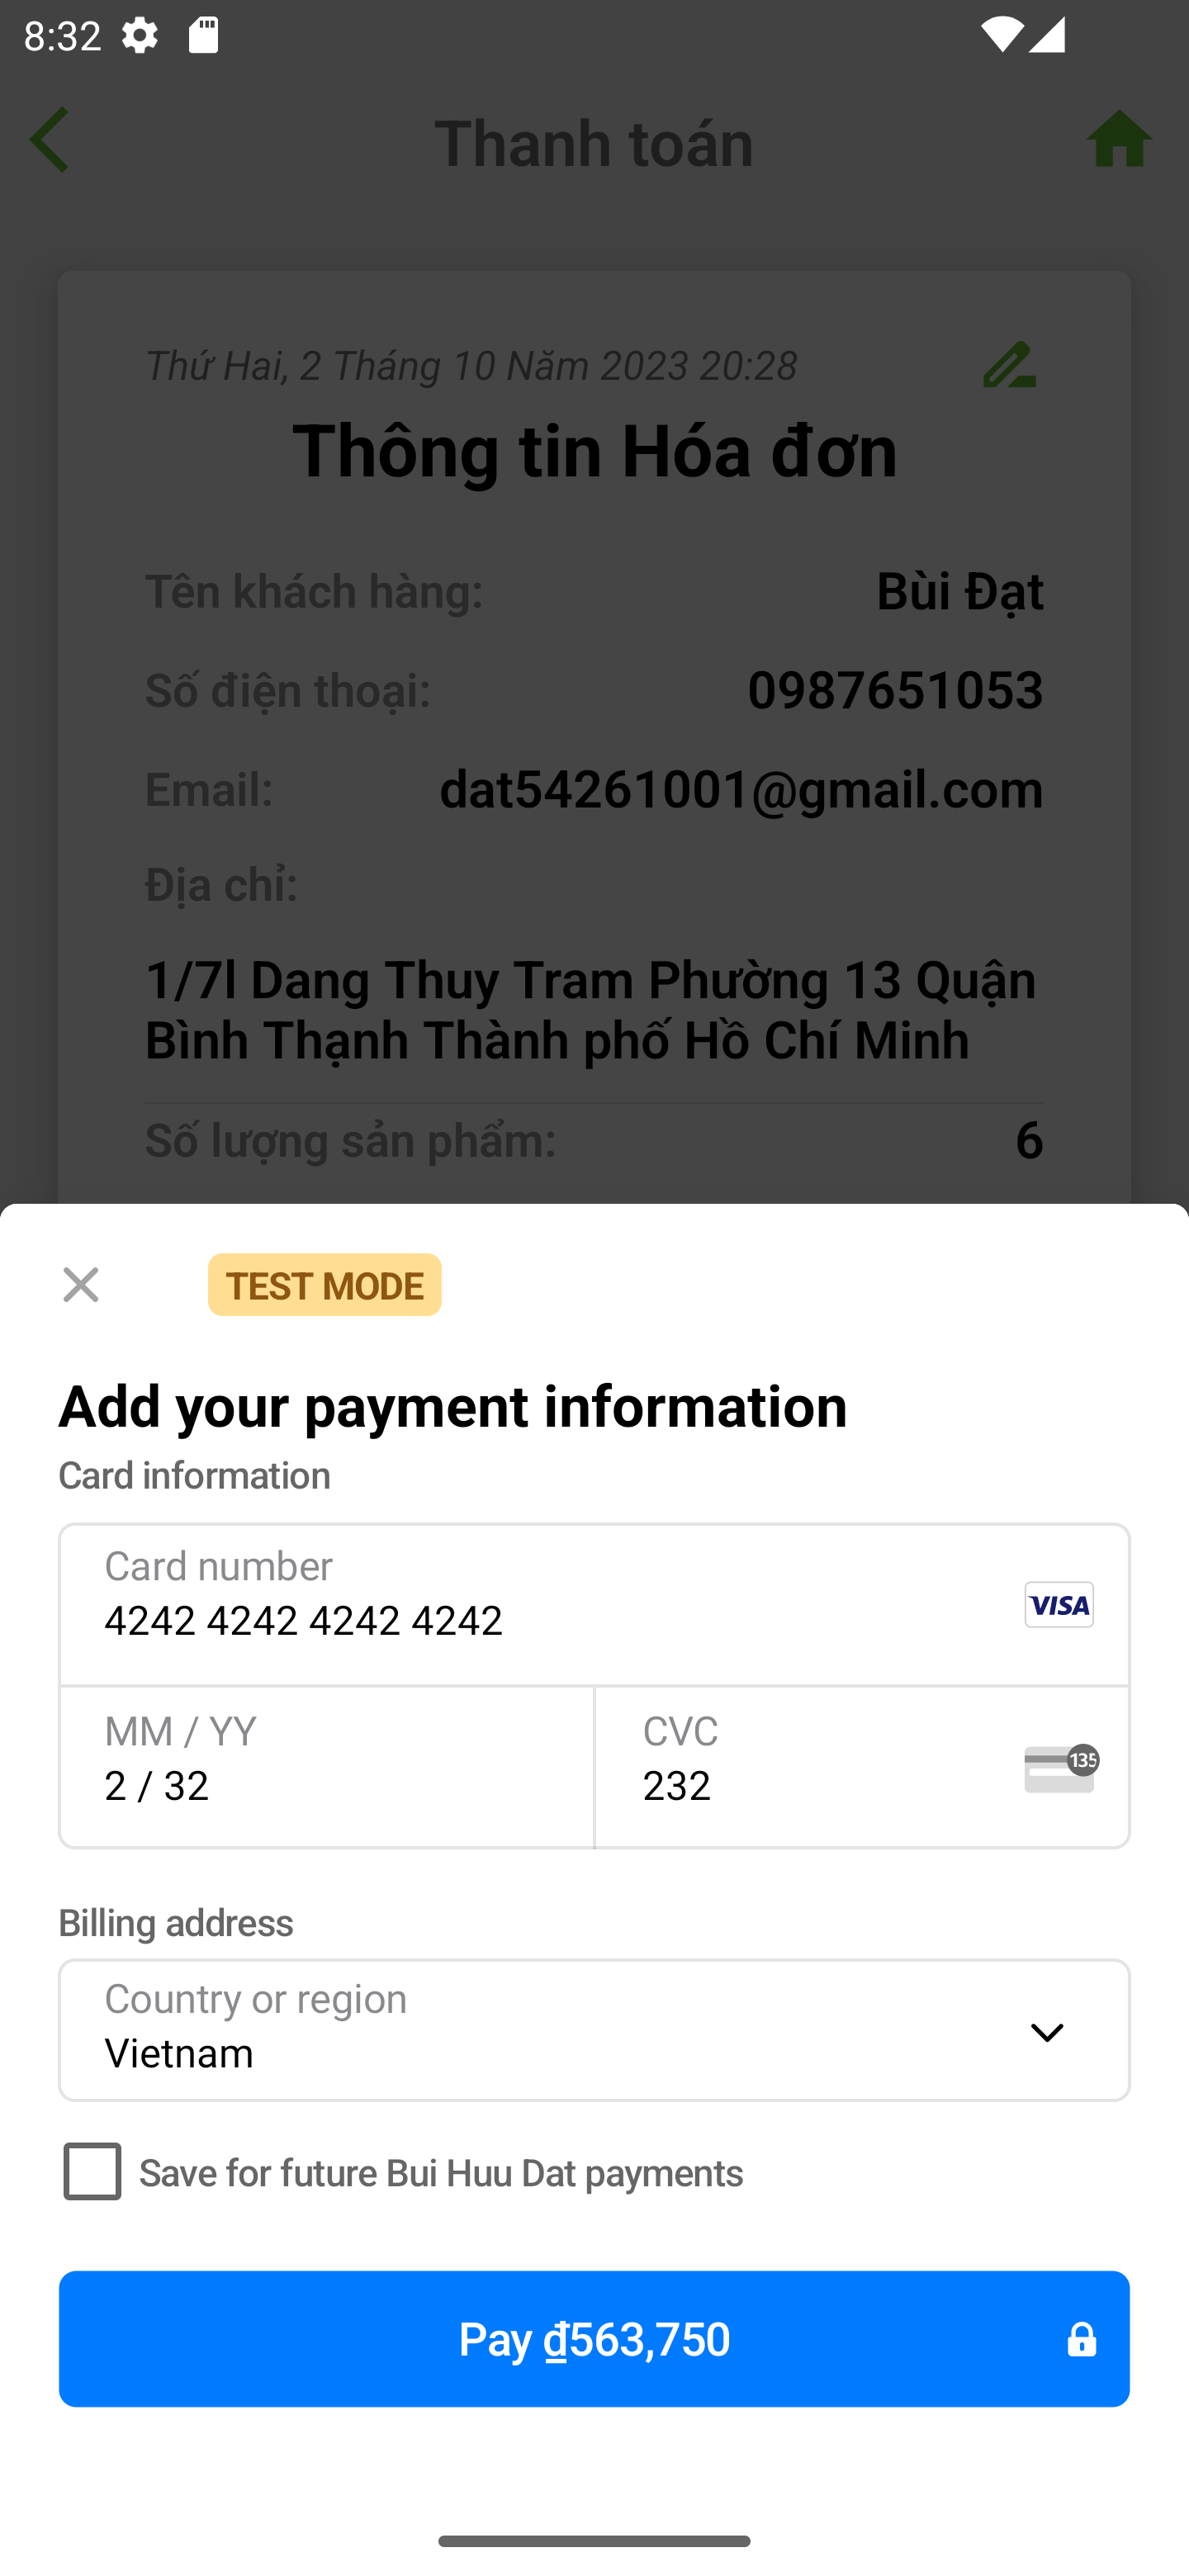 8:32
Thanh toán
Thứ Hai, 2 Tháng 10 Năm 2023 20:28
Thông tin Hóa đơn
Tên khách hàng: Bùi Đạt
Số điện thoại: 0987651053
Email: dat54261001@gmail.com
Địa chỉ:
1/7l Dang Thuy Tram Phường 13 Quận
Bình Thạnh Thành phố Hồ Chí Minh
Số lượng sản phẩm: 6
TEST MODE
Add your payment information
Card information
Card number
4242 4242 4242 4242
VISA
MM / YY
2 / 32
CVC
232
135
Billing address
Country or region
Vietnam
Save for future Bui Huu Dat payments
Pay ₫563,750